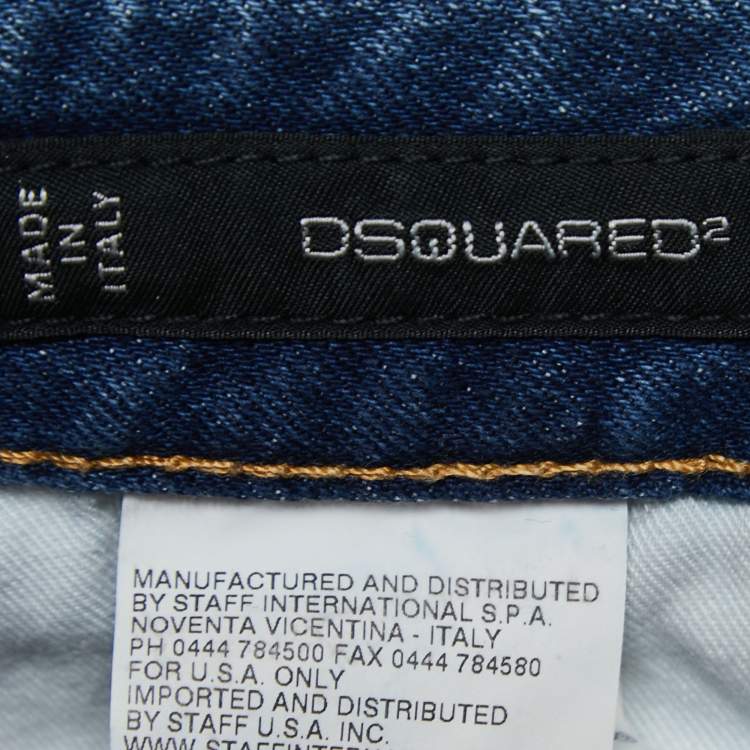 MADE
IN
ITALY
DSQUARED2
MANUFACTURED AND DISTRIBUTED
BY STAFF INTERNATIONAL S.P.A.
NOVENTA VICENTINA - ITALY
PH 0444 784500 FAX 0444 784580
FOR U.S.A. ONLY
IMPORTED AND DISTRIBUTED
BY STAFF U.S.A. INC.